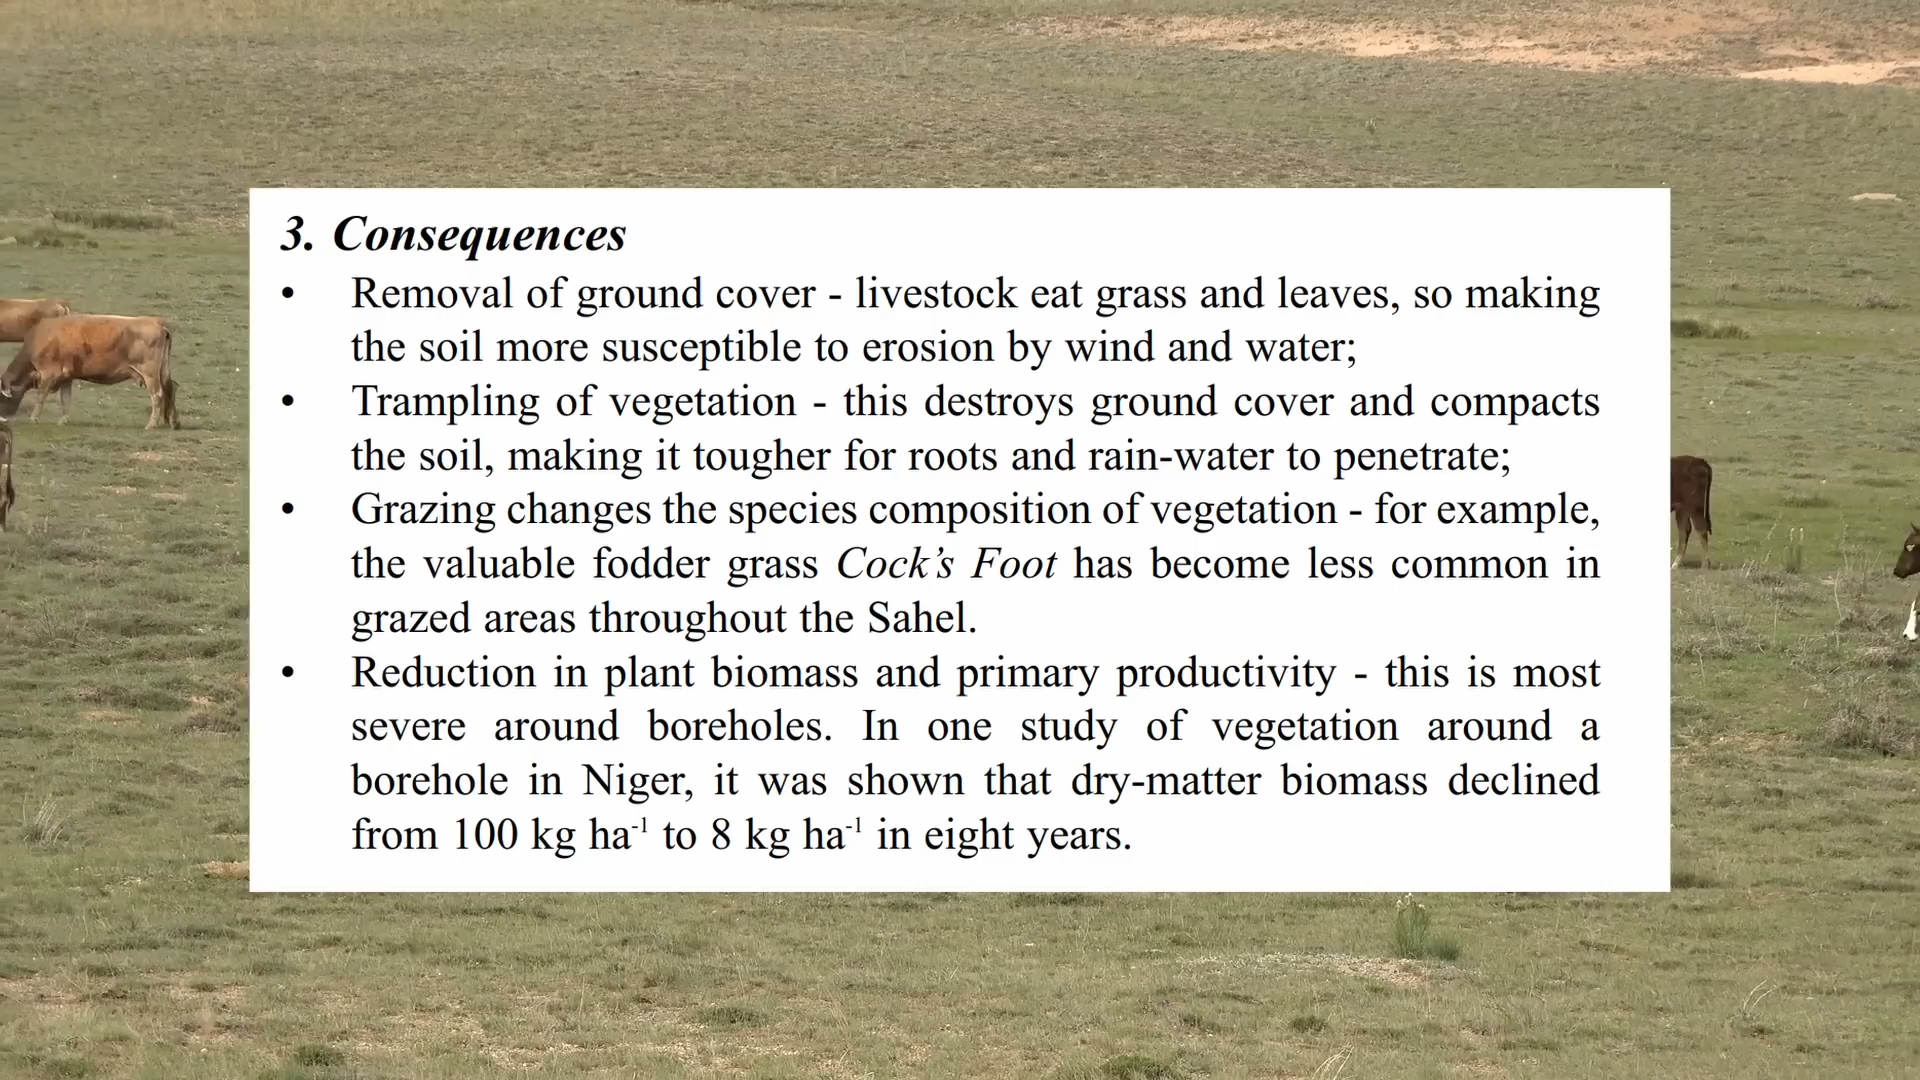 3. Consequences
• Removal of ground cover - livestock eat grass and leaves, so making
the soil more susceptible to erosion by wind and water;
• Trampling of vegetation - this destroys ground cover and compacts
the soil, making it tougher for roots and rain-water to penetrate;
• Grazing changes the species composition of vegetation - for example,
the valuable fodder grass Cock’s Foot has become less common in
grazed areas throughout the Sahel.
• Reduction in plant biomass and primary productivity - this is most
severe around boreholes. In one study of vegetation around a
borehole in Niger, it was shown that dry-matter biomass declined
from 100 kg ha⁻¹ to 8 kg ha⁻¹ in eight years.